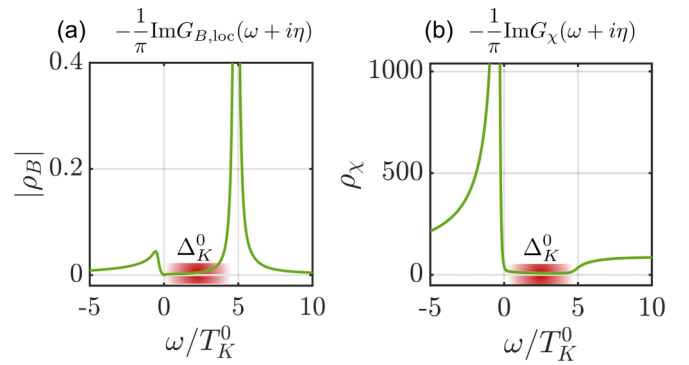 (a) −1/π ImG_{B,loc}(ω + iη)
0.4
0.2
0
|ρ_B|
Δ_K^0
-5 0 5 10
ω/T_K^0
(b) −1/π ImG_χ(ω + iη)
1000
500
0
ρ_χ
Δ_K^0
-5 0 5 10
ω/T_K^0